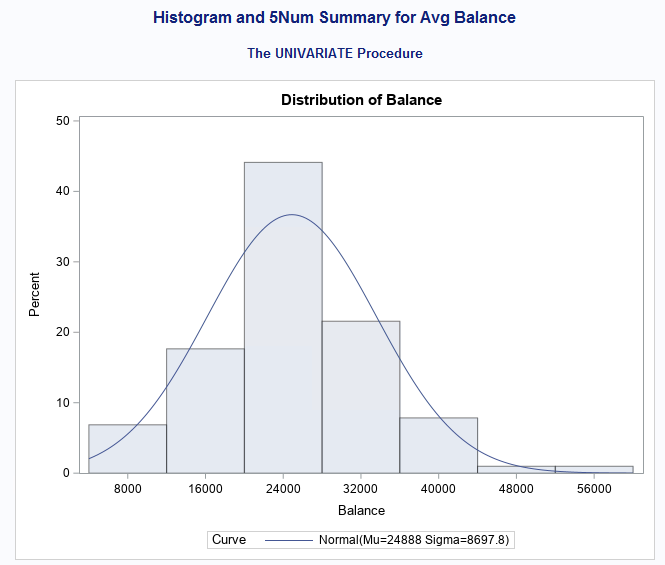 Histogram and 5Num Summary for Avg Balance
The UNIVARIATE Procedure
Distribution of Balance
50
40
30
20
10
0
Percent
8000 16000 24000 32000 40000 48000 56000
Balance
Curve Normal(Mu=24888 Sigma=8697.8)